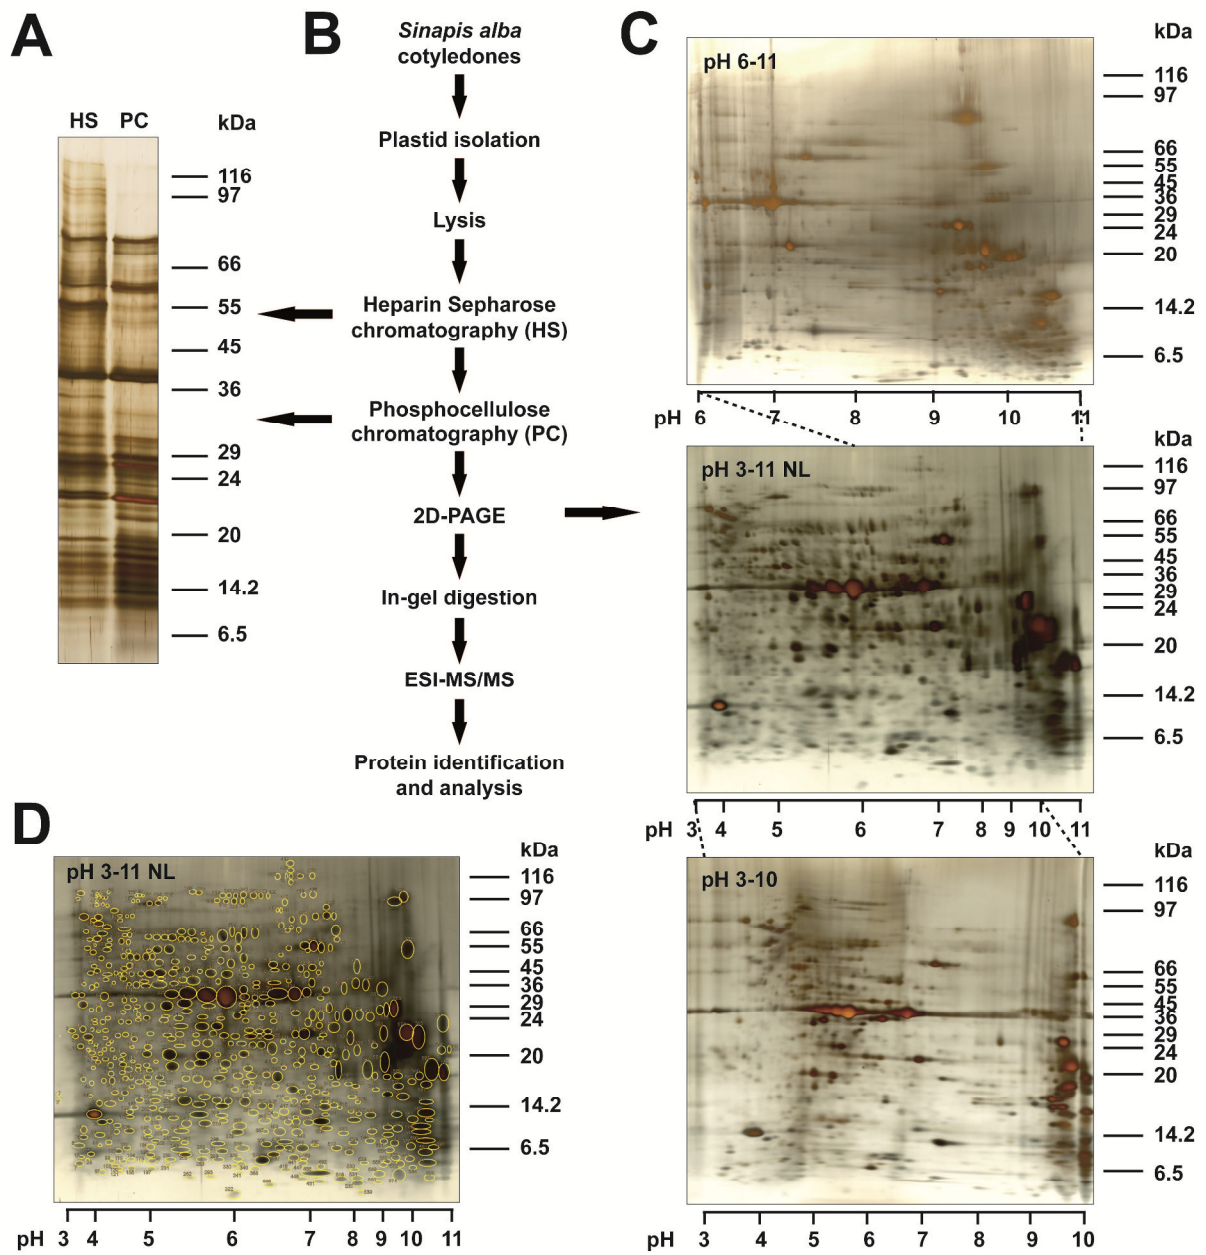 A
HS PC kDa
116
97
66
55
45
36
29
24
20
14.2
6.5
B
Sinapis alba
cotyledones
Plastid isolation
Lysis
Heparin Sepharose
chromatography (HS)
Phosphocellulose
chromatography (PC)
2D-PAGE
In-gel digestion
ESI-MS/MS
Protein identification
and analysis
C
kDa
pH 6-11
116
97
66
55
45
36
29
24
20
14.2
6.5
pH 6 7 8 9 10 11
kDa
pH 3-11 NL
116
97
66
55
45
36
29
24
20
14.2
6.5
pH 3 4 5 6 7 8 9 10 11
kDa
pH 3-10
116
97
66
55
45
36
29
24
20
14.2
6.5
pH 3 4 5 6 7 8 9 10
D
kDa
pH 3-11 NL
116
97
66
55
45
36
29
24
20
14.2
6.5
pH 3 4 5 6 7 8 9 10 11